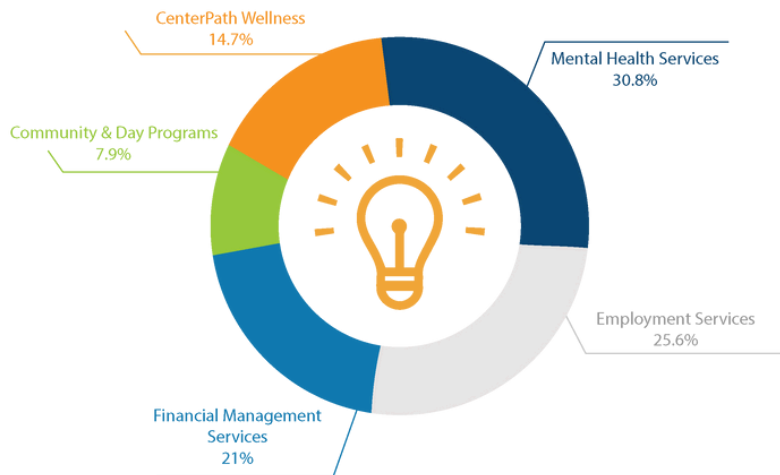 CenterPath Wellness
14.7%
Mental Health Services
30.8%
Community & Day Programs
7.9%
Employment Services
25.6%
Financial Management
Services
21%